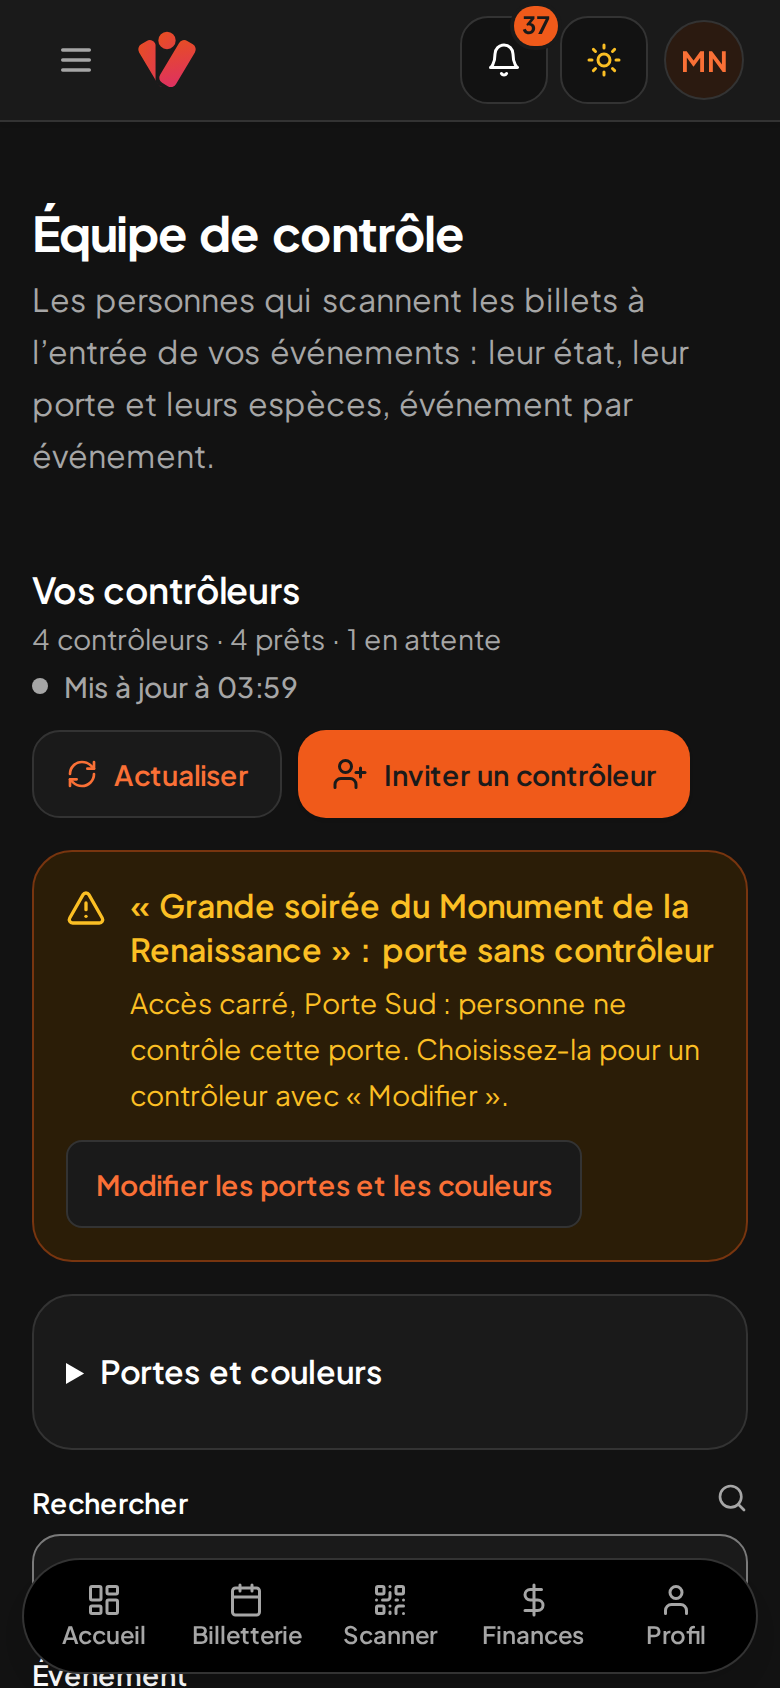 37
MN
Équipe de contrôle
Les personnes qui scannent les billets à
l’entrée de vos événements : leur état, leur
porte et leurs espèces, événement par
événement.
Vos contrôleurs
4 contrôleurs · 4 prêts · 1 en attente
Mis à jour à 03:59
Actualiser
Inviter un contrôleur
« Grande soirée du Monument de la
Renaissance » : porte sans contrôleur
Accès carré, Porte Sud : personne ne
contrôle cette porte. Choisissez-la pour un
contrôleur avec « Modifier ».
Modifier les portes et les couleurs
Portes et couleurs
Rechercher
Accueil
Billetterie
Scanner
Finances
Profil
Événement